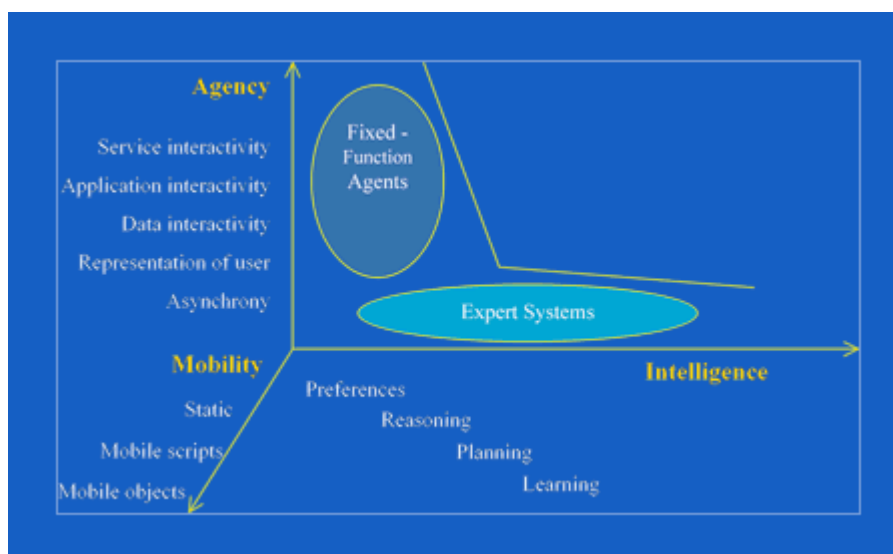 Agency
Service interactivity
Application interactivity
Data interactivity
Representation of user
Asynchrony
Fixed -
Function
Agents
Expert Systems
Mobility
Static
Mobile scripts
Mobile objects
Intelligence
Preferences
Reasoning
Planning
Learning